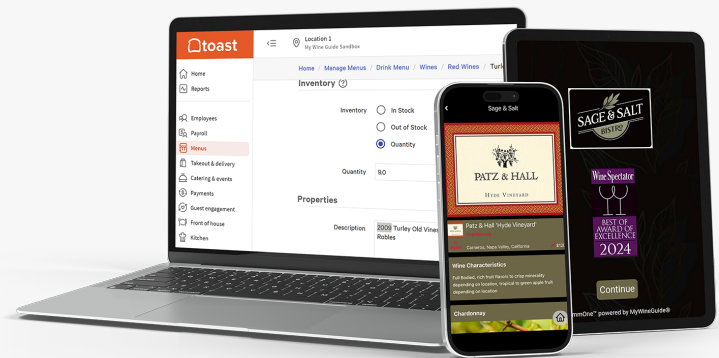 toast
Location 1
My Wine Guide Sandbox
Home / Manage Menus / Drink Menu / Wines / Red Wines /
Home
Reports
Employees
Payroll
Menus
Takeout & delivery
Catering & events
Payments
Guest engagement
Front of house
Kitchen
Inventory ?
Inventory
In Stock
Out of Stock
Quantity
Quantity
9.0
Properties
Description
2009 Turley Old
Robles
Sage & Salt
PATZ & HALL
HYDE VINEYARD
Patz & Hall 'Hyde Vineyard'
Carneros, Napa Valley, California
Wine Characteristics
Full Bodied, rich fruit flavors to crisp minerality
depending on location, tropical to green apple fruit
depending on location
Chardonnay
SAGE & SALT
BISTRO
Wine Spectator
BEST OF
AWARD OF
EXCELLENCE
2024
Continue
powered by MyWineGuide®